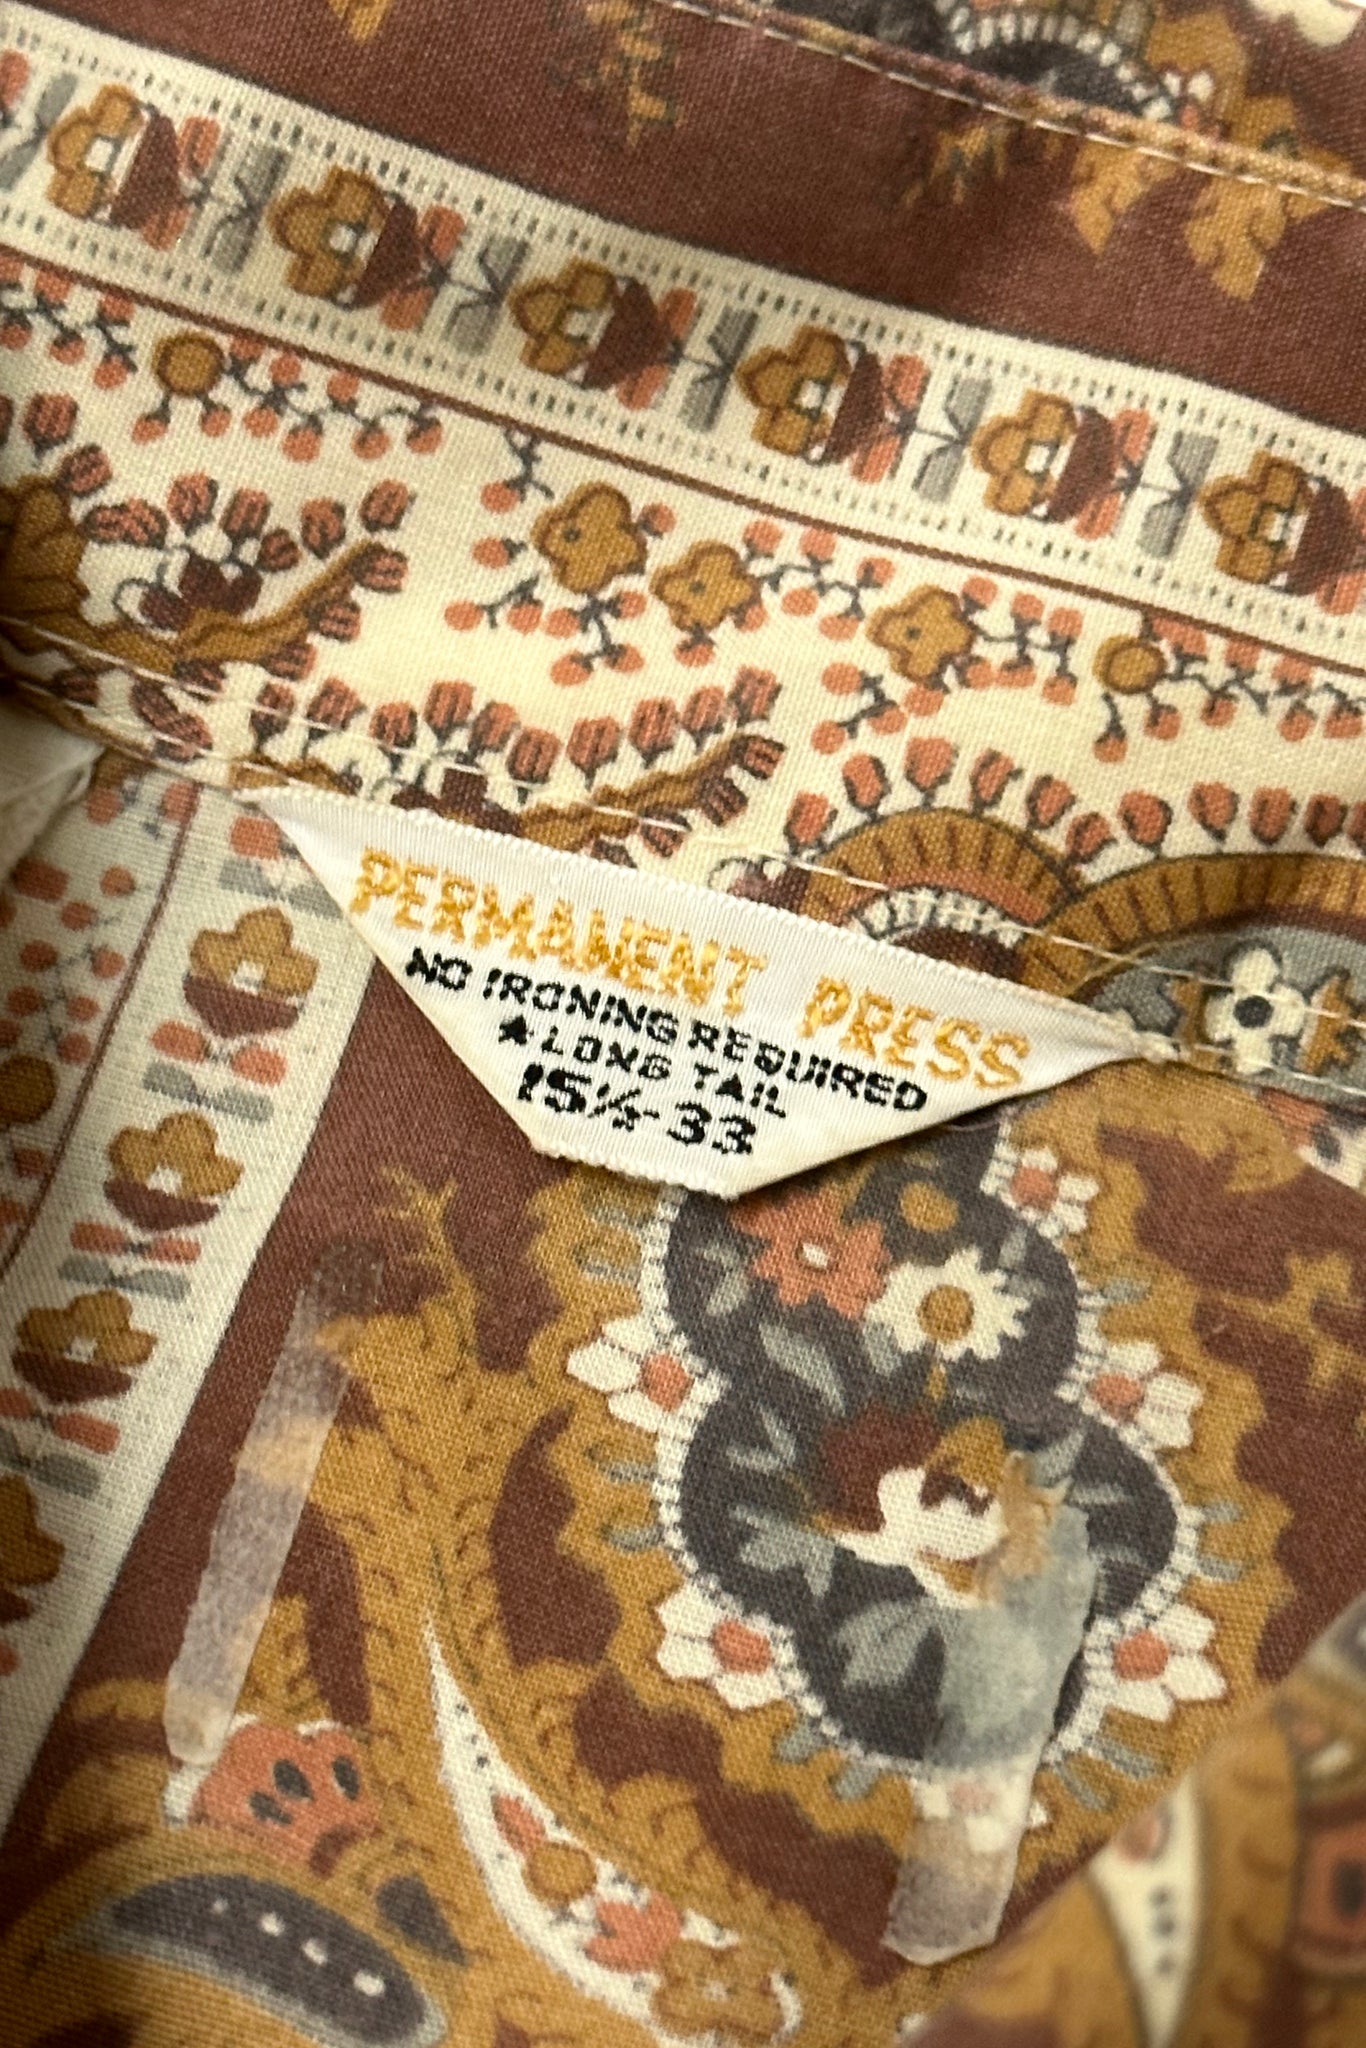 PERMANENT PRESS
NO IRONING REQUIRED
★LONG TAIL
15½-33